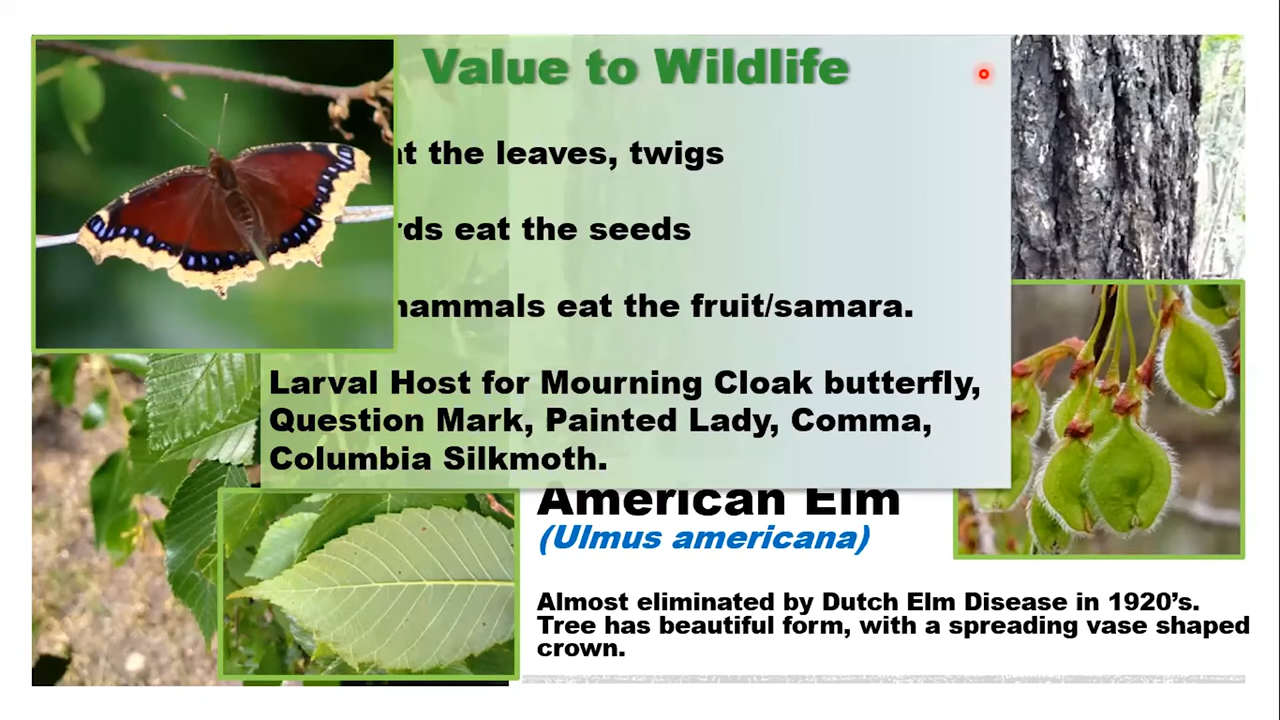 Value to Wildlife
the leaves, twigs
eat the seeds
eat the fruit/samara.
Larval Host for Mourning Cloak butterfly,
Question Mark, Painted Lady, Comma,
Columbia Silkmoth.
American Elm
(Ulmus americana)
Almost eliminated by Dutch Elm Disease in 1920's.
Tree has beautiful form, with a spreading vase shaped
crown.